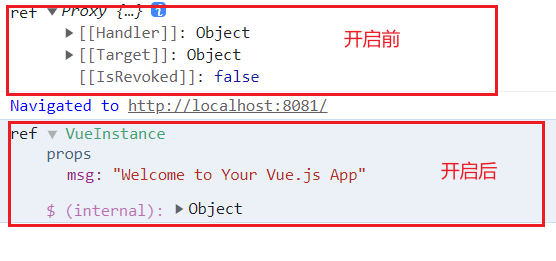 ref ▼ Proxy {…} i
▶ [[Handler]]: Object
开启前
▶ [[Target]]: Object
[[IsRevoked]]: false
Navigated to http://localhost:8081/
ref ▼ VueInstance
props
msg: "Welcome to Your Vue.js App"
开启后
$ (internal): ▶ Object